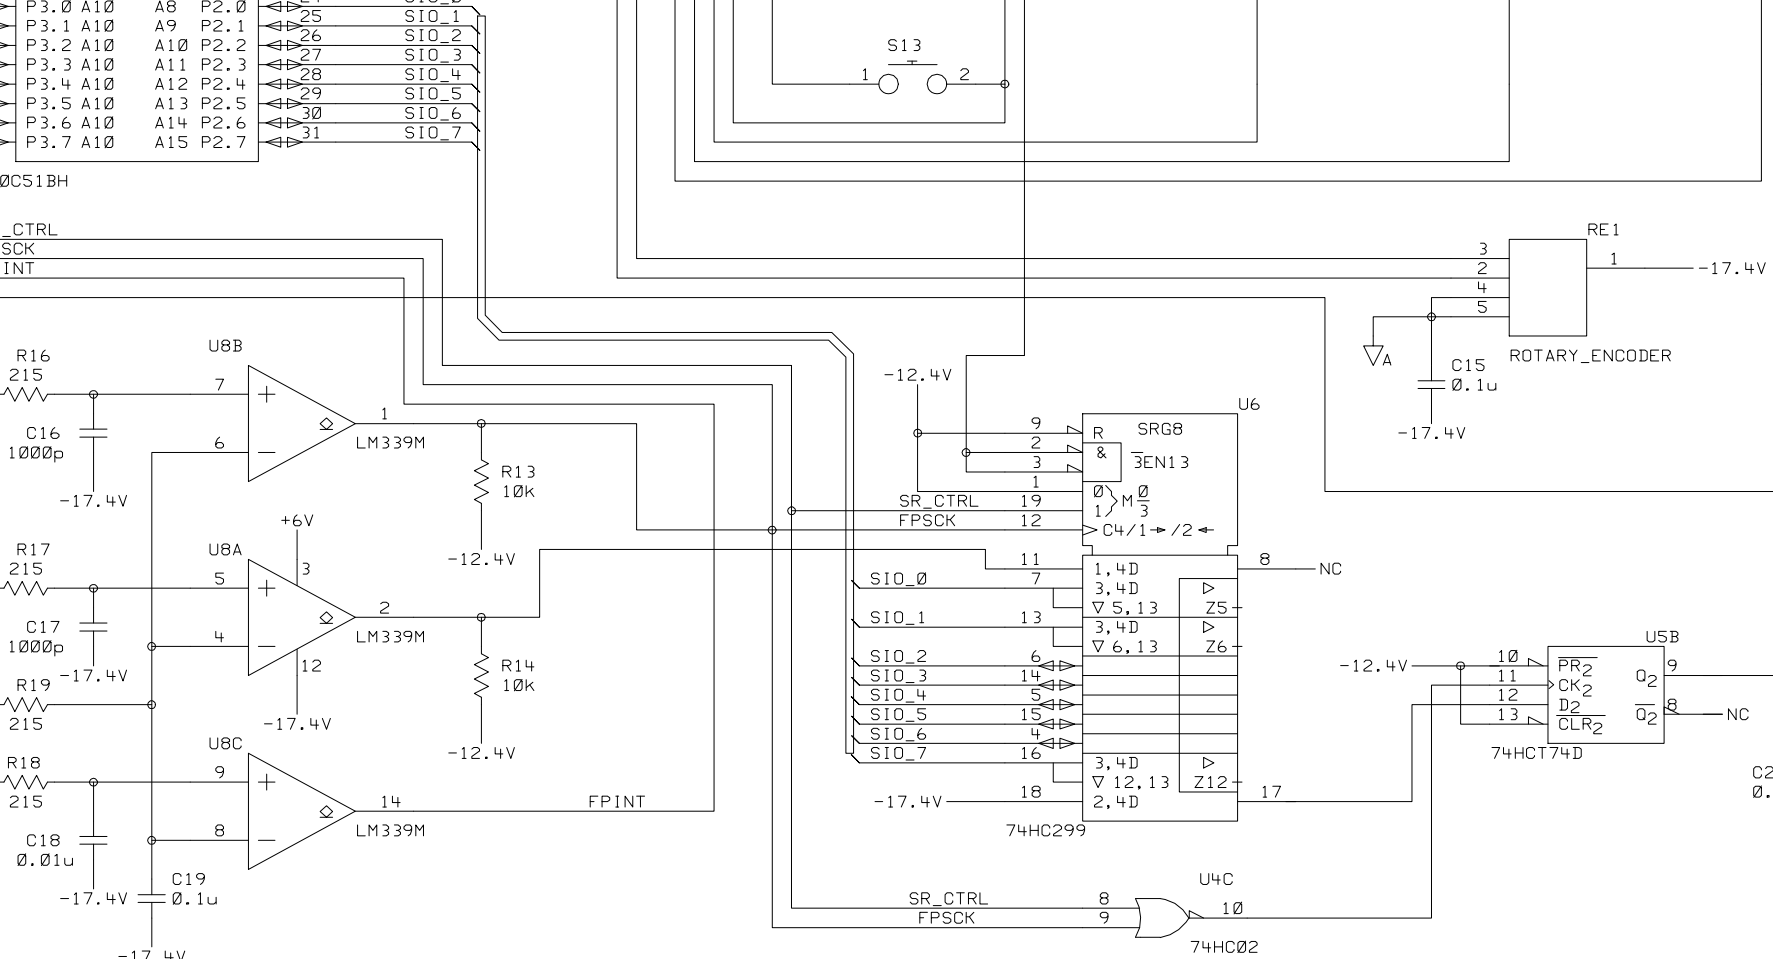 P3.0 A10 A8 P2.0
P3.1 A10 A9 P2.1 25 SIO_1
P3.2 A10 A10 P2.2 26 SIO_2
P3.3 A10 A11 P2.3 27 SIO_3
P3.4 A10 A12 P2.4 28 SIO_4
P3.5 A10 A13 P2.5 29 SIO_5
P3.6 A10 A14 P2.6 30 SIO_6
P3.7 A10 A15 P2.7 31 SIO_7
0C51BH
S13
1 2
_CTRL
SCK
INT
RE1
3
2
4
5
1 -17.4V
A
ROTARY_ENCODER
C15
0.1u
-17.4V
R16
215
C16
1000p
-17.4V
U8B
7
+
6
-
1
LM339M
R13
10k
-12.4V
R17
215
C17
1000p
-17.4V
+6V
U8A
3
5
+
4
-
2
LM339M
12
-17.4V
R14
10k
-12.4V
R19
215
R18
215
C18
0.01u
-17.4V
U8C
9
+
8
-
14 FPINT
LM339M
C19
0.1u
-17.4V
-12.4V
U6
SRG8
9 R
2 &
3EN13
3
1 0 M 0
SR_CTRL 19 1 3
FPSCK 12 C4/1 /2
11 1,4D 8 NC
SIO_0 7 3,4D
5,13 Z5
SIO_1 13 3,4D
6,13 Z6
SIO_2 6
SIO_3 14
SIO_4 5
SIO_5 15
SIO_6 4
SIO_7 16 3,4D
12,13 Z12
-17.4V 18 2,4D 17
74HC299
U5B
-12.4V 10 PR2 Q2 9
11 CK2
12 D2 Q2 8 NC
13 CLR2
74HCT74D
C2
0.
U4C
SR_CTRL 8
FPSCK 9
10
74HC02